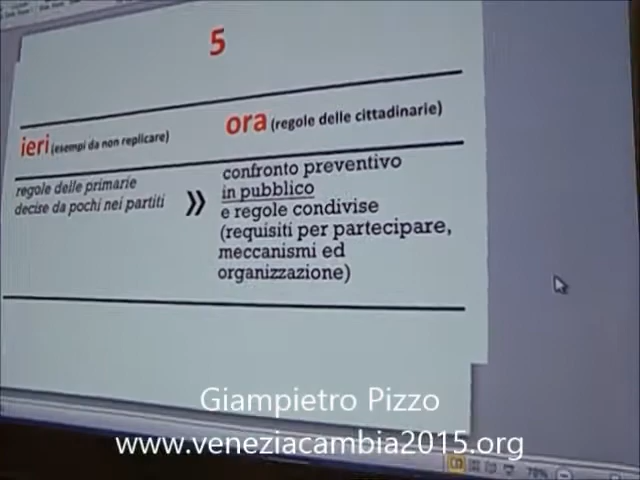 5
ieri (esempi da non replicare)
ora (regole delle cittadinarie)
regole delle primarie
decise da pochi nei partiti
»
confronto preventivo
in pubblico
e regole condivise
(requisiti per partecipare,
meccanismi ed
organizzazione)
Giampietro Pizzo
www.veneziacambia2015.org